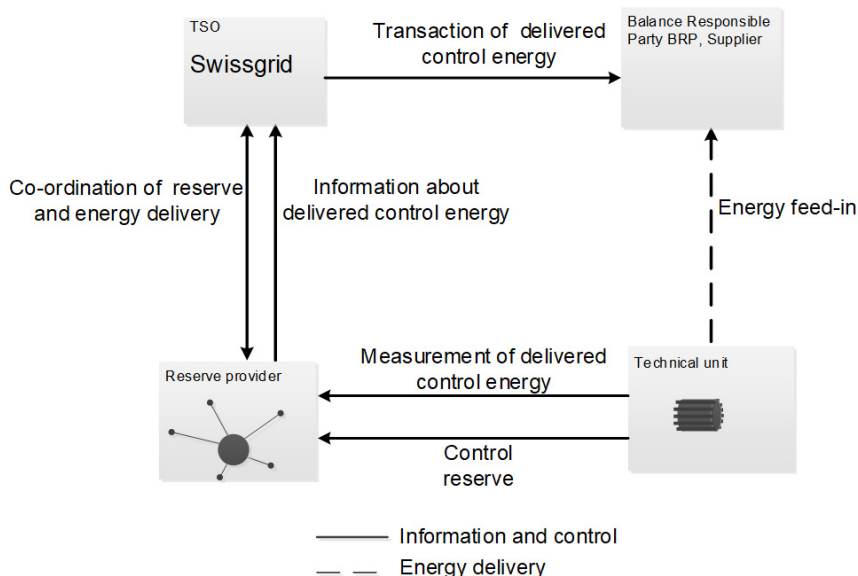 TSO
Swissgrid
Transaction of delivered
control energy
Balance Responsible
Party BRP, Supplier
Co-ordination of reserve
and energy delivery
Information about
delivered control energy
Energy feed-in
Reserve provider
Measurement of delivered
control energy
Technical unit
Control
reserve
Information and control
Energy delivery